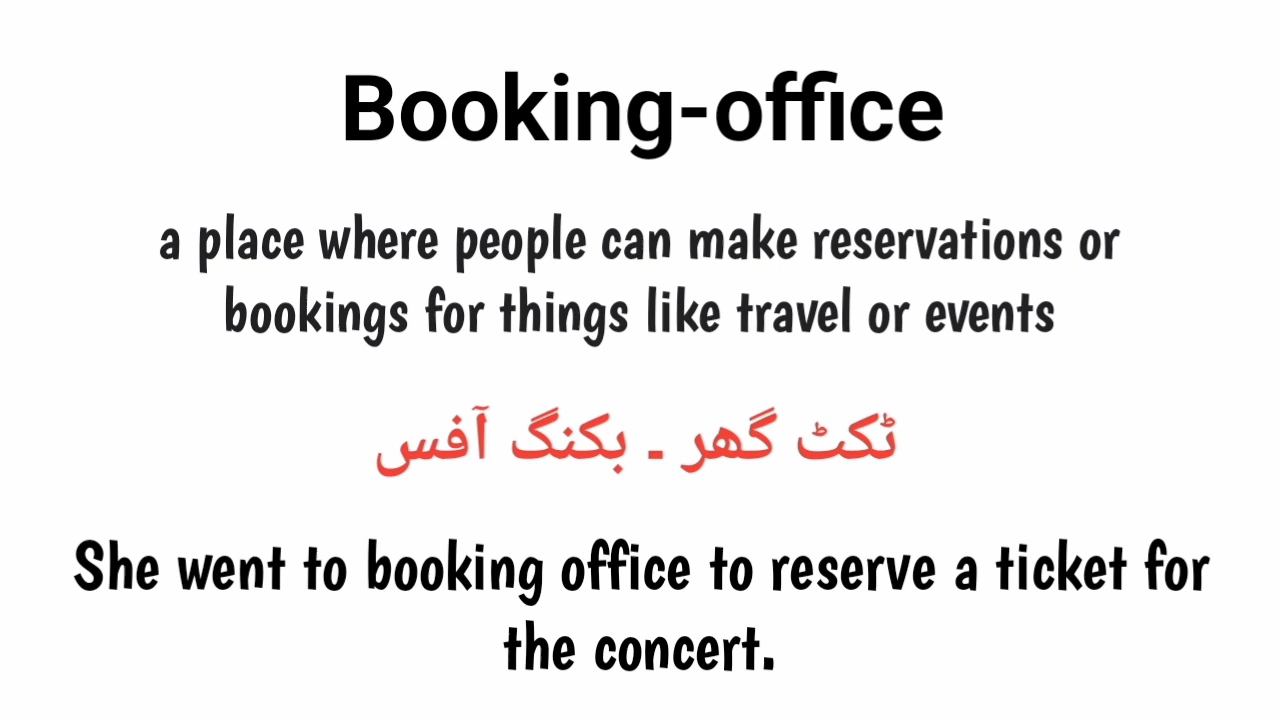 Booking-office
a place where people can make reservations or
bookings for things like travel or events
ٹکٹ گھر ۔ بکنگ آفس
She went to booking office to reserve a ticket for
the concert.